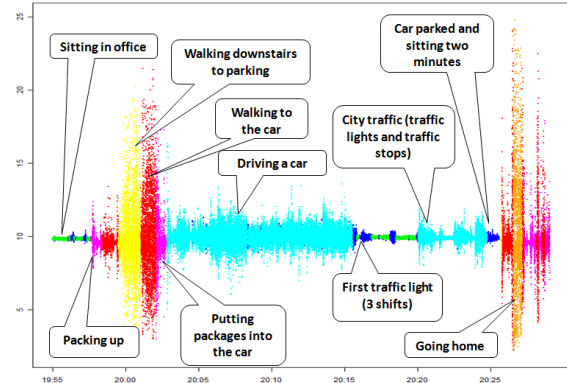 25
20
15
10
5
Sitting in office
Walking downstairs
to parking
Walking to
the car
Driving a car
City traffic (traffic
lights and traffic
stops)
Car parked and
sitting two
minutes
Packing up
Putting
packages into
the car
First traffic light
(3 shifts)
Going home
19:55
20:00
20:05
20:10
20:15
20:20
20:25